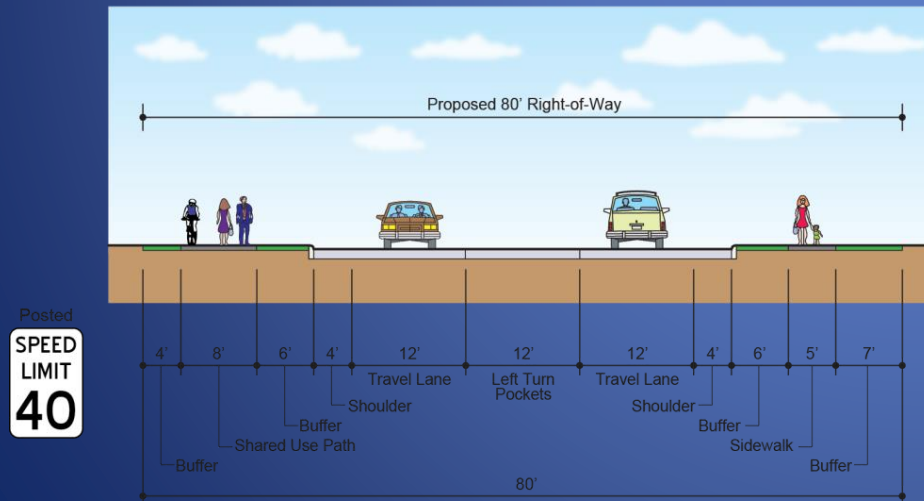 Proposed 80' Right-of-Way
Posted
SPEED
LIMIT
40
4' 8' 6' 4' 12' 12' 12' 4' 6' 5' 7'
Travel Lane Left Turn Travel Lane
Pockets
Shoulder Shoulder
Buffer Buffer
Shared Use Path Sidewalk
Buffer Buffer
80'